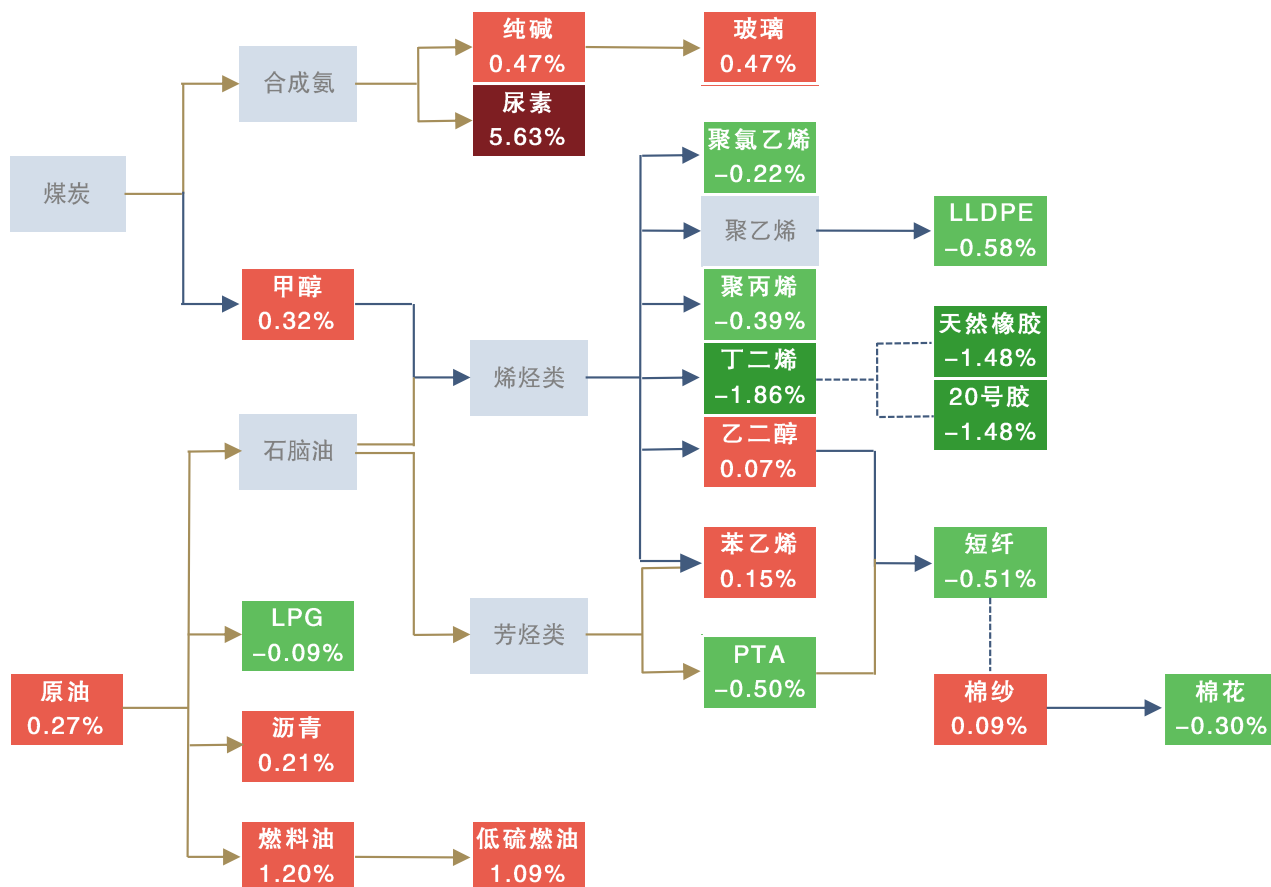 纯碱
0.47%
玻璃
0.47%
合成氨
尿素
5.63%
煤炭
聚氯乙烯
-0.22%
聚乙烯
LLDPE
-0.58%
甲醇
0.32%
聚丙烯
-0.39%
天然橡胶
-1.48%
烯烃类
丁二烯
-1.86%
20号胶
-1.48%
石脑油
乙二醇
0.07%
苯乙烯
0.15%
短纤
-0.51%
LPG
-0.09%
芳烃类
PTA
-0.50%
原油
0.27%
沥青
0.21%
棉纱
0.09%
棉花
-0.30%
燃料油
1.20%
低硫燃油
1.09%